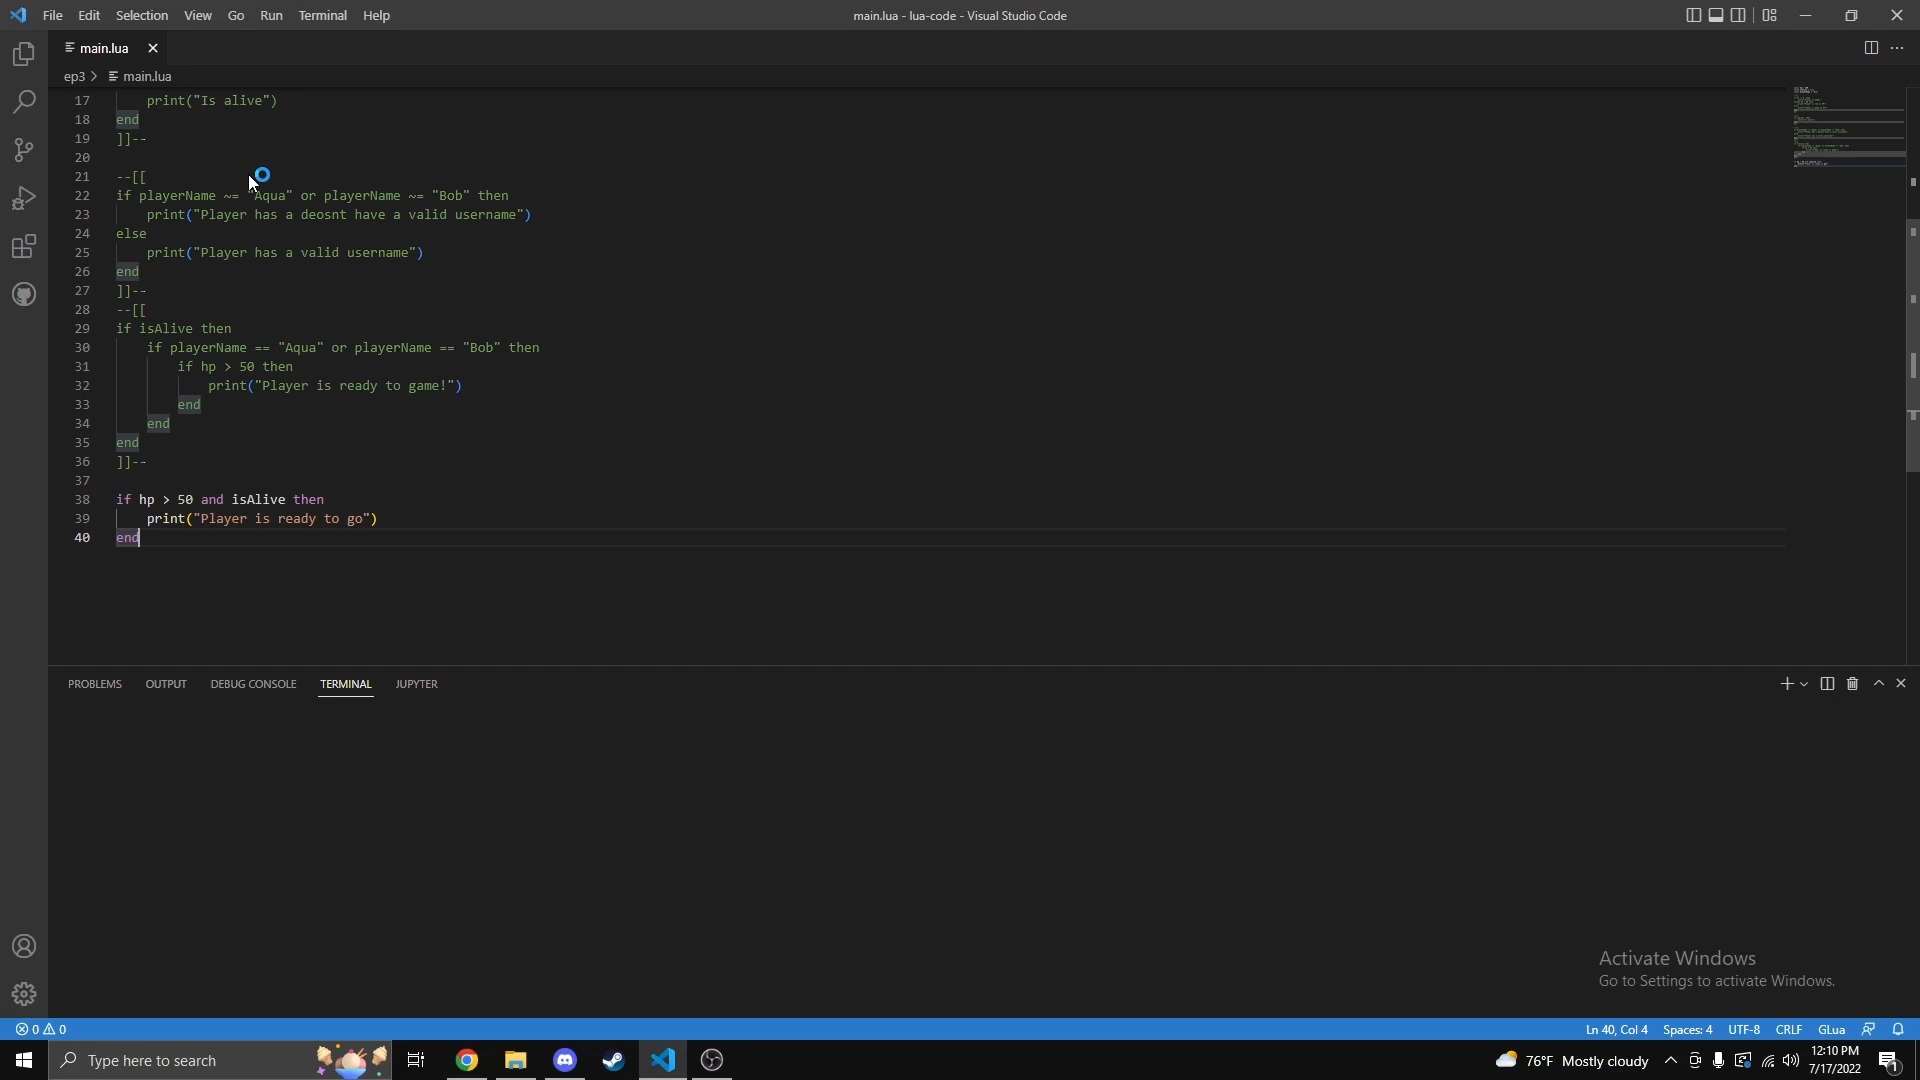 File Edit Selection View Go Run Terminal Help
main.lua - lua-code - Visual Studio Code
main.lua
ep3 > main.lua
17 print("Is alive")
18 end
19 ]]--
20
21 --[[
22 if playerName ~= "Aqua" or playerName ~= "Bob" then
23 print("Player has a deosnt have a valid username")
24 else
25 print("Player has a valid username")
26 end
27 ]]--
28 --[[
29 if isAlive then
30 if playerName == "Aqua" or playerName == "Bob" then
31 if hp > 50 then
32 print("Player is ready to game!")
33 end
34 end
35 end
36 ]]--
37
38 if hp > 50 and isAlive then
39 print("Player is ready to go")
40 end
PROBLEMS OUTPUT DEBUG CONSOLE TERMINAL JUPYTER
Activate Windows
Go to Settings to activate Windows.
0 0
Ln 40, Col 4 Spaces: 4 UTF-8 CRLF GLua
Type here to search
76°F Mostly cloudy
12:10 PM
7/17/2022
1